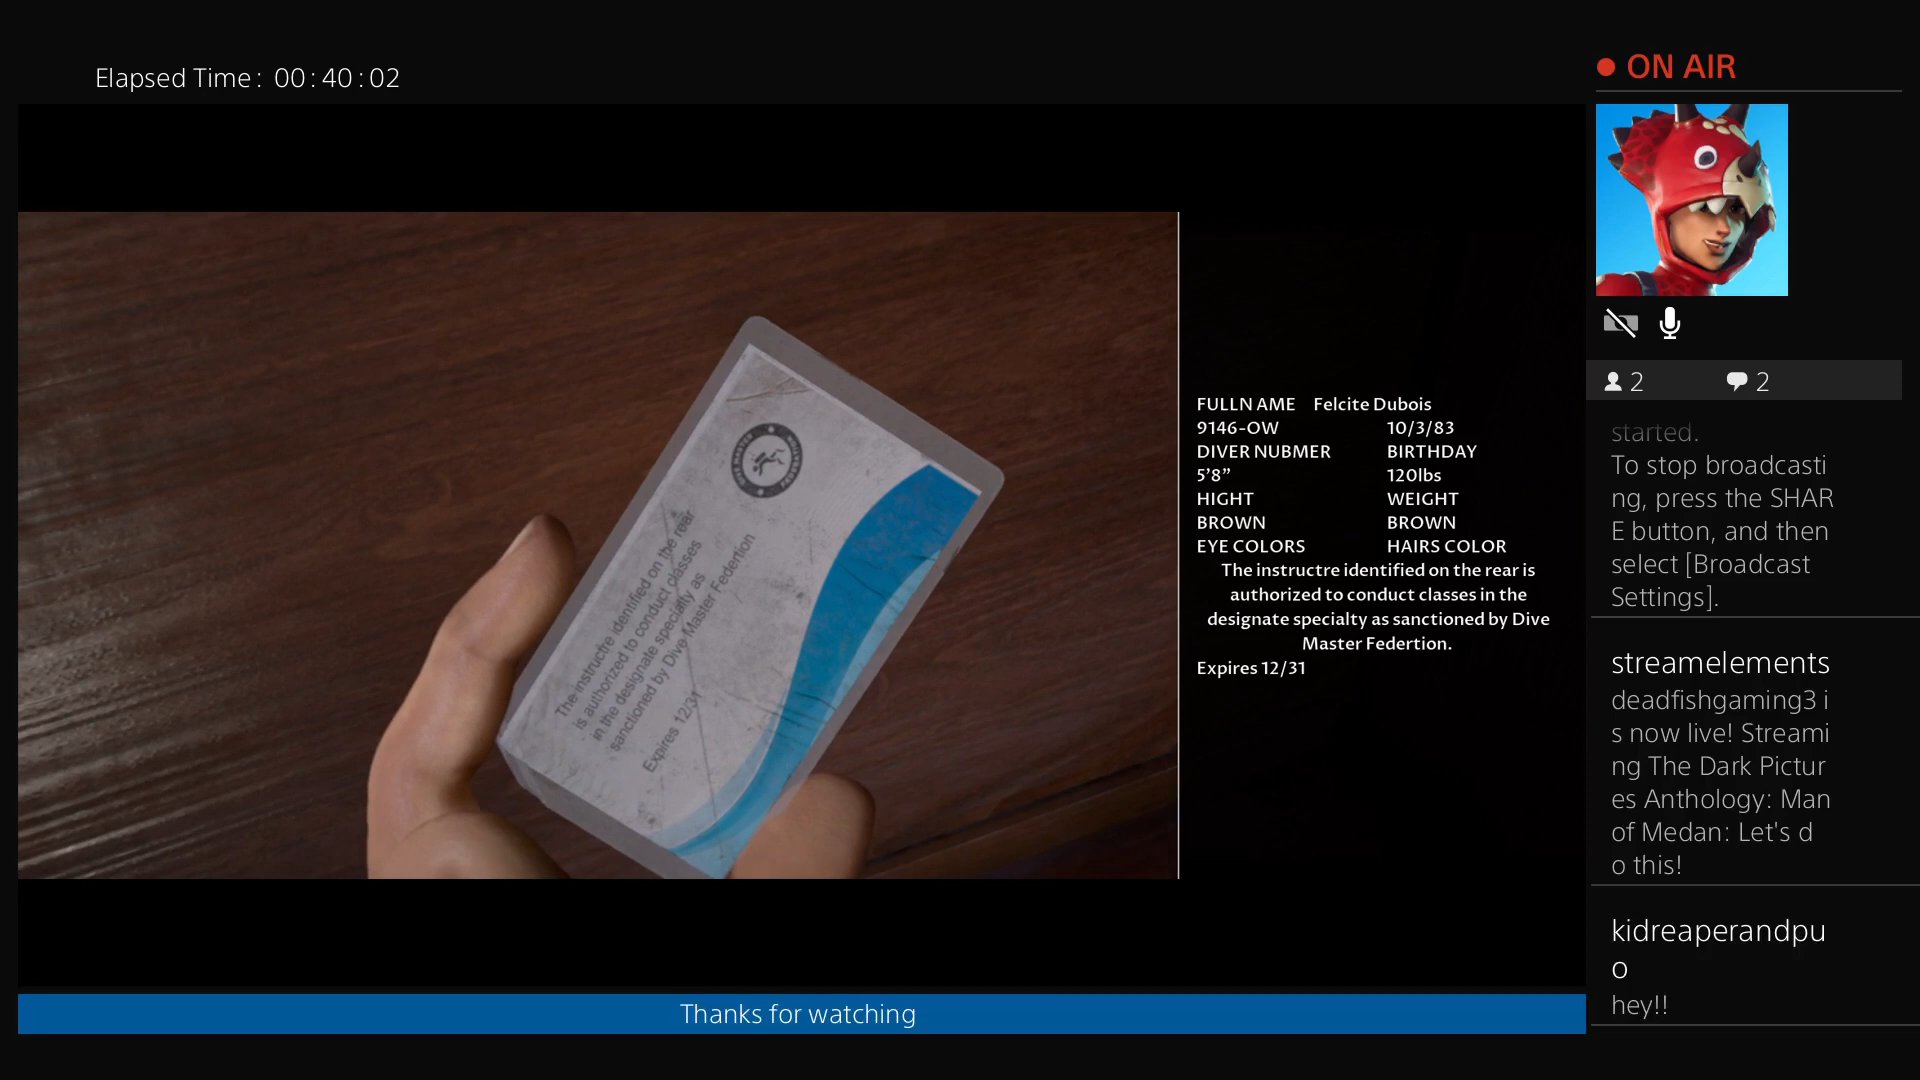 Elapsed Time: 00:40:02
The instructre identified on the rear
is authorized to conduct classes
in the designate specialty as
sanctioned by Dive Master Federtion
Expires 12/31
FULLN AME Felcite Dubois
9146-OW 10/3/83
DIVER NUBMER BIRTHDAY
5'8” 120lbs
HIGHT WEIGHT
BROWN BROWN
EYE COLORS HAIRS COLOR
The instructre identified on the rear is
authorized to conduct classes in the
designate specialty as sanctioned by Dive
Master Federtion.
Expires 12/31
Thanks for watching
ON AIR
2 2
started.
To stop broadcasti
ng, press the SHAR
E button, and then
select [Broadcast
Settings].
streamelements
deadfishgaming3 i
s now live! Streami
ng The Dark Pictur
es Anthology: Man
of Medan: Let's d
o this!
kidreaperandpu
o
hey!!